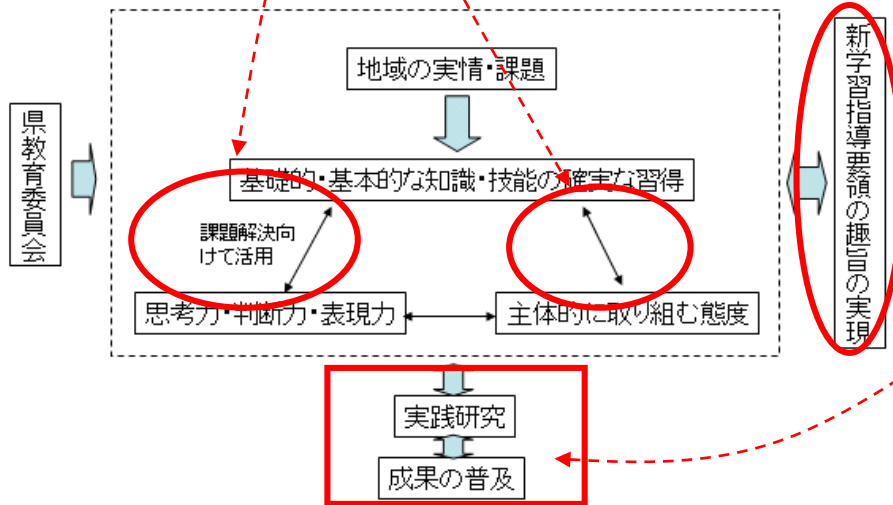 地域の実情・課題
県教育委員会
基礎的・基本的な知識・技能の確実な習得
新学習指導要領の趣旨の実現
課題解決向
けて活用
思考力・判断力・表現力
主体的に取り組む態度
実践研究
成果の普及